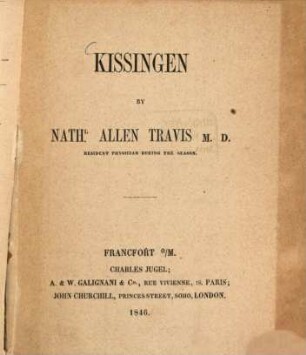 KISSINGEN
BY
NATH.L ALLEN TRAVIS M. D.
RESIDENT PHYSICIAN DURING THE SEASON.
FRANCFORT O/M.
CHARLES JUGEL;
A. & W. GALIGNANI & Co., RUE VIVIENNE, 18. PARIS;
JOHN CHURCHILL, PRINCES STREET, SOHO, LONDON.
1846.